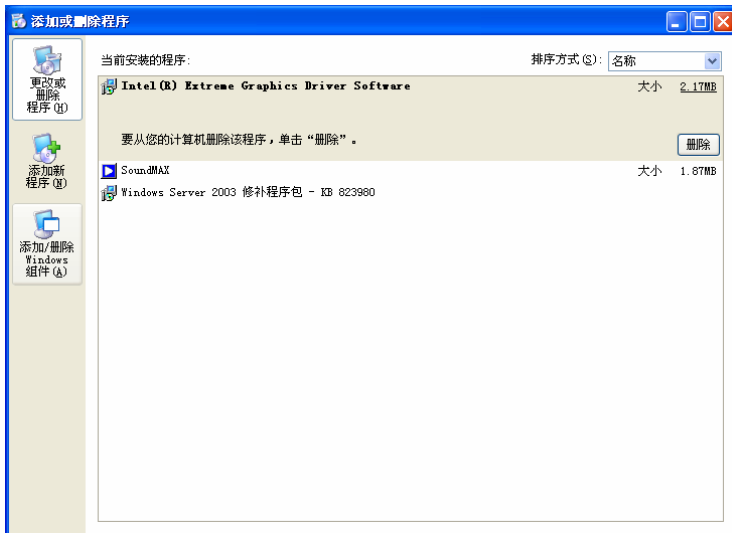 添加或删除程序
更改或
删除
程序(H)
添加新
程序(N)
添加/删除
Windows
组件(A)
当前安装的程序:
排序方式(S): 名称
Intel(R) Extreme Graphics Driver Software 大小 2.17MB
要从您的计算机删除该程序，单击“删除”。 删除
SoundMAX 大小 1.87MB
Windows Server 2003 修补程序包 - KB 823980